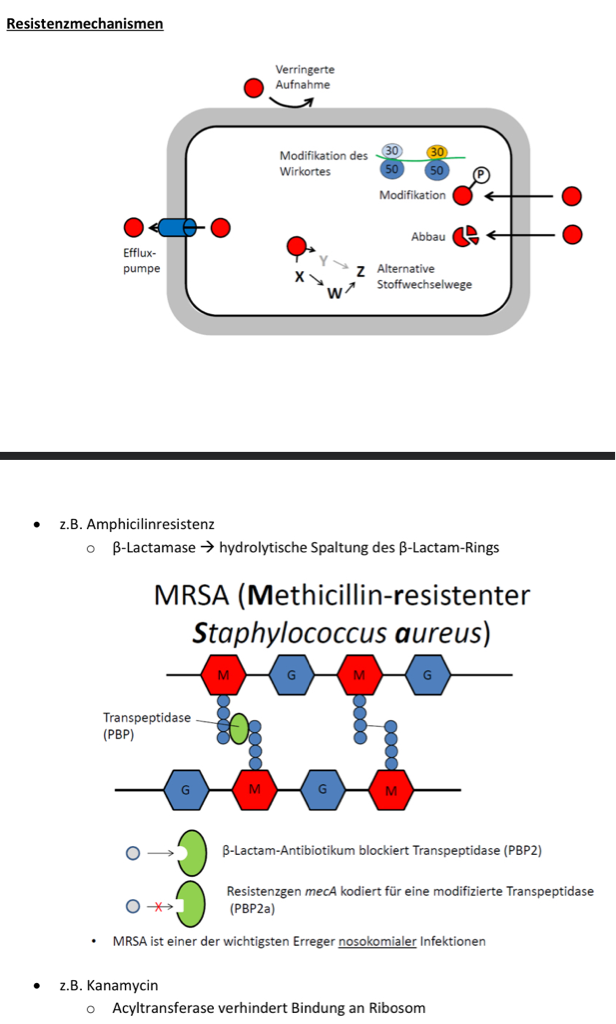 Resistenzmechanismen
Verringerte
Aufnahme
Modifikation des
Wirkortes
30
30
50
50
P
Modifikation
Abbau
Efflux-
pumpe
Y
X
Z
W
Alternative
Stoffwechselwege
• z.B. Amphicilinresistenz
o β-Lactamase → hydrolytische Spaltung des β-Lactam-Rings
MRSA (Methicillin-resistenter
Staphylococcus aureus)
M G M G
Transpeptidase
(PBP)
G M G M
β-Lactam-Antibiotikum blockiert Transpeptidase (PBP2)
Resistenzgen mecA kodiert für eine modifizierte Transpeptidase
(PBP2a)
• MRSA ist einer der wichtigsten Erreger nosokomialer Infektionen
• z.B. Kanamycin
o Acyltransferase verhindert Bindung an Ribosom